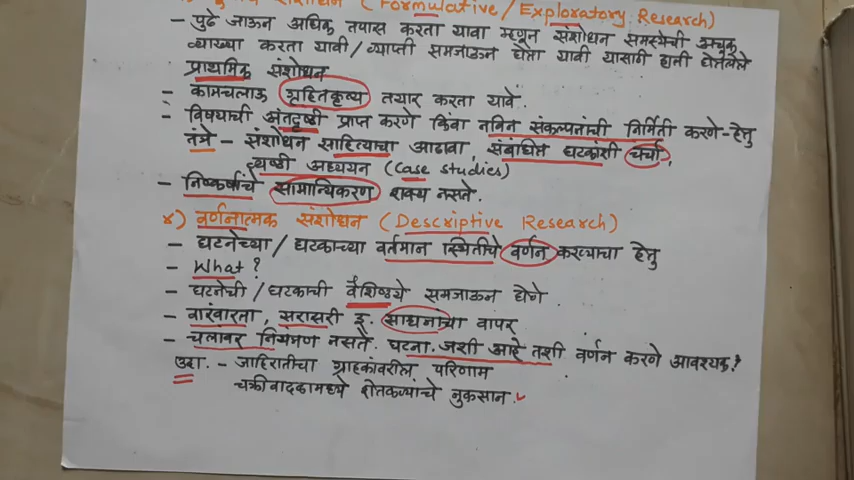 संशोधन (Formulative / Exploratory Research)
- पुढे जाऊन अधिक तपास करता यावा म्हणून संशोधन समस्येची अचूक
व्याख्या करता यावी / व्याप्ती समजाऊन घेता यावी यासाठी हाती घेतलेले
प्राथमिक संशोधन
- कामचलाऊ गृहितकृत्य तयार करता यावे.
- विषयाची अंतदृष्टी प्राप्त करणे किंवा नविन संकल्पनांची निर्मिती करणे-हेतु
तंत्रे - संशोधन साहित्याचा आढावा, संबंधित घटकांशी चर्चा,
व्यष्टी अध्ययन (Case studies)
- निष्कर्षाचे सामान्यिकरण शक्य नसते.
४) वर्णनात्मक संशोधन (Descriptive Research)
- घटनेच्या / घटकाच्या वर्तमान स्थितीचे वर्णन करण्याचा हेतु
- What?
- घटनेची / घटकाची वैशिष्ट्ये समजाऊन घेणे
- वारंवारता, सरासरी इ. साधनांचा वापर
- चलांवर नियंत्रण नसते. घटना जशी आहे तशी वर्णन करणे आवश्यक?
उदा. - जाहिरातीचा ग्राहकांवरील परिणाम
चक्रीवादळामध्ये शेतकऱ्यांचे नुकसान.